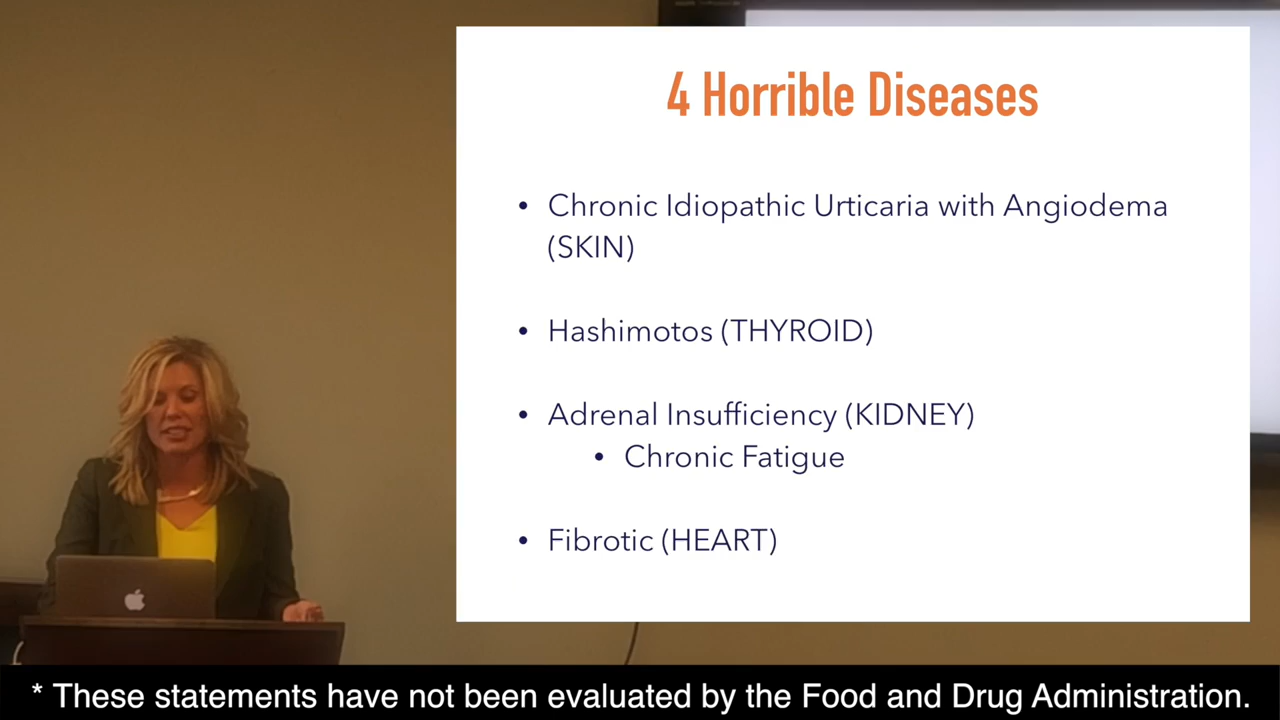 4 Horrible Diseases
• Chronic Idiopathic Urticaria with Angiodema
(SKIN)
• Hashimotos (THYROID)
• Adrenal Insufficiency (KIDNEY)
• Chronic Fatigue
• Fibrotic (HEART)
* These statements have not been evaluated by the Food and Drug Administration.